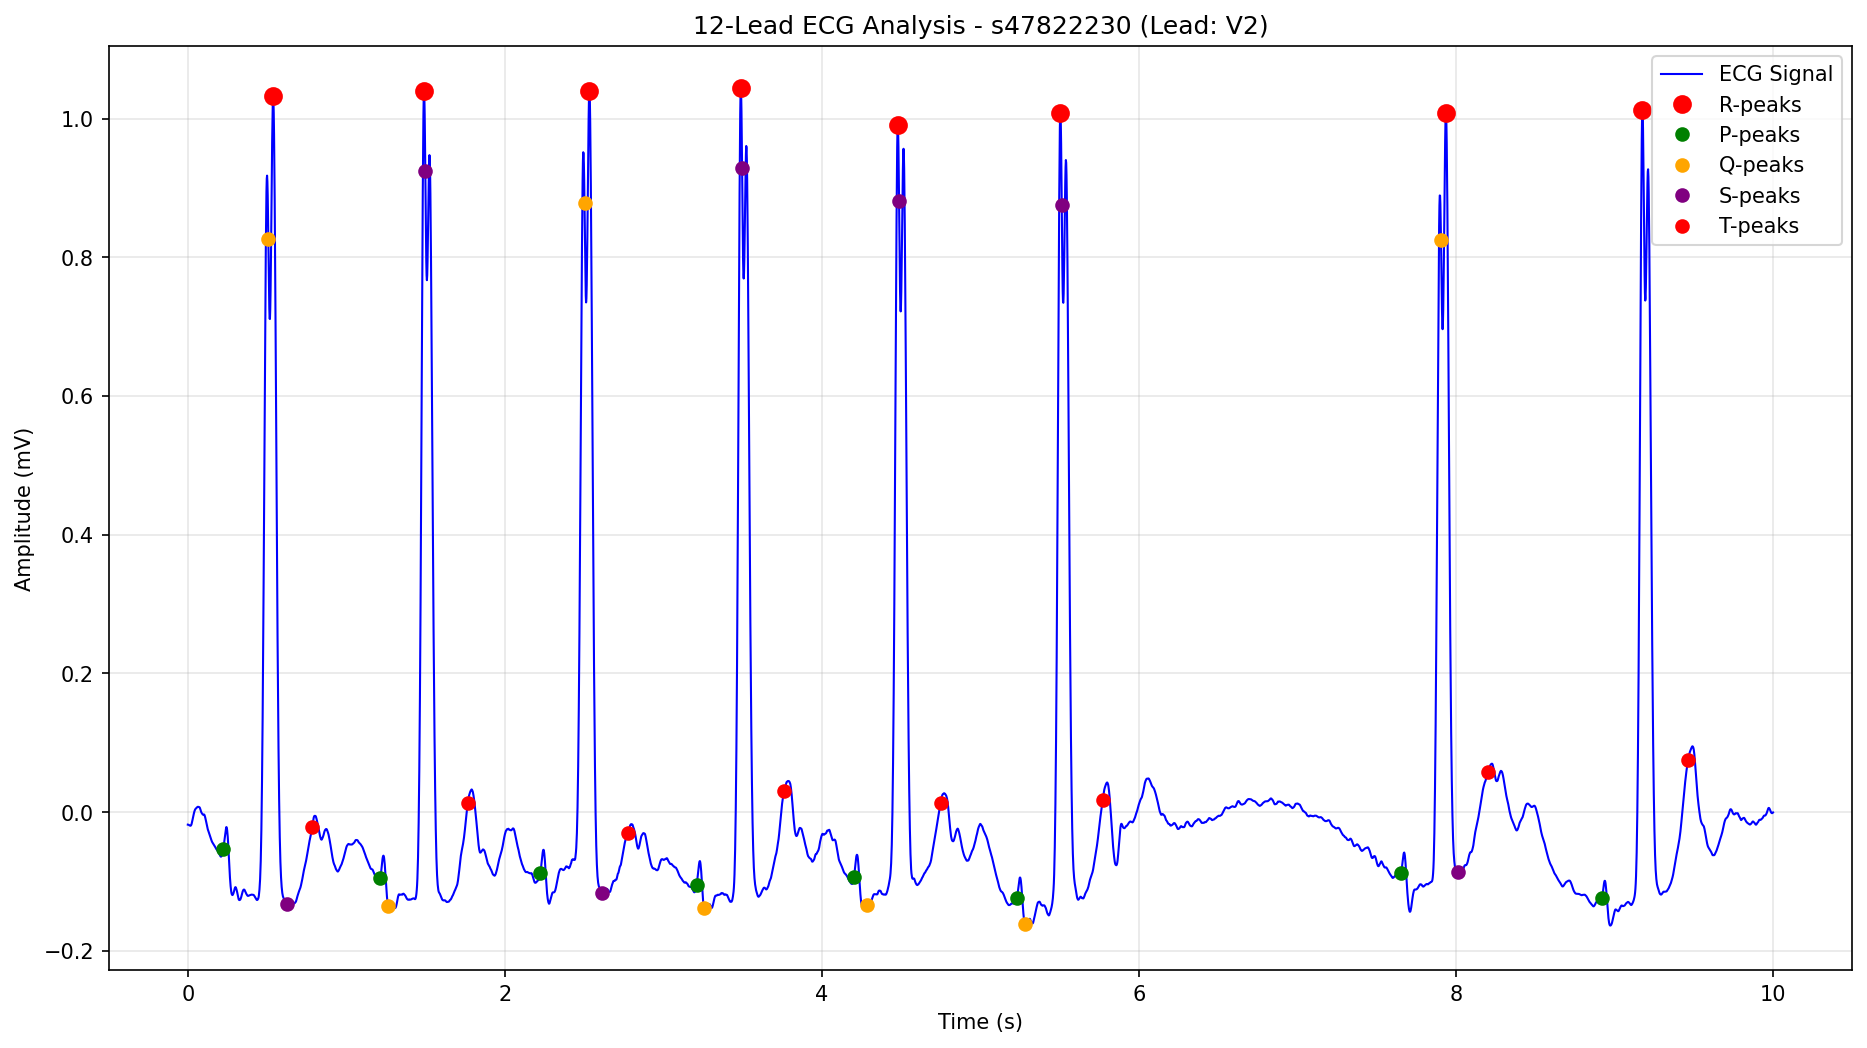 12-Lead ECG Analysis - s47822230 (Lead: V2)
ECG Signal
R-peaks
P-peaks
Q-peaks
S-peaks
T-peaks
Amplitude (mV)
1.0
0.8
0.6
0.4
0.2
0.0
−0.2
0 2 4 6 8 10
Time (s)